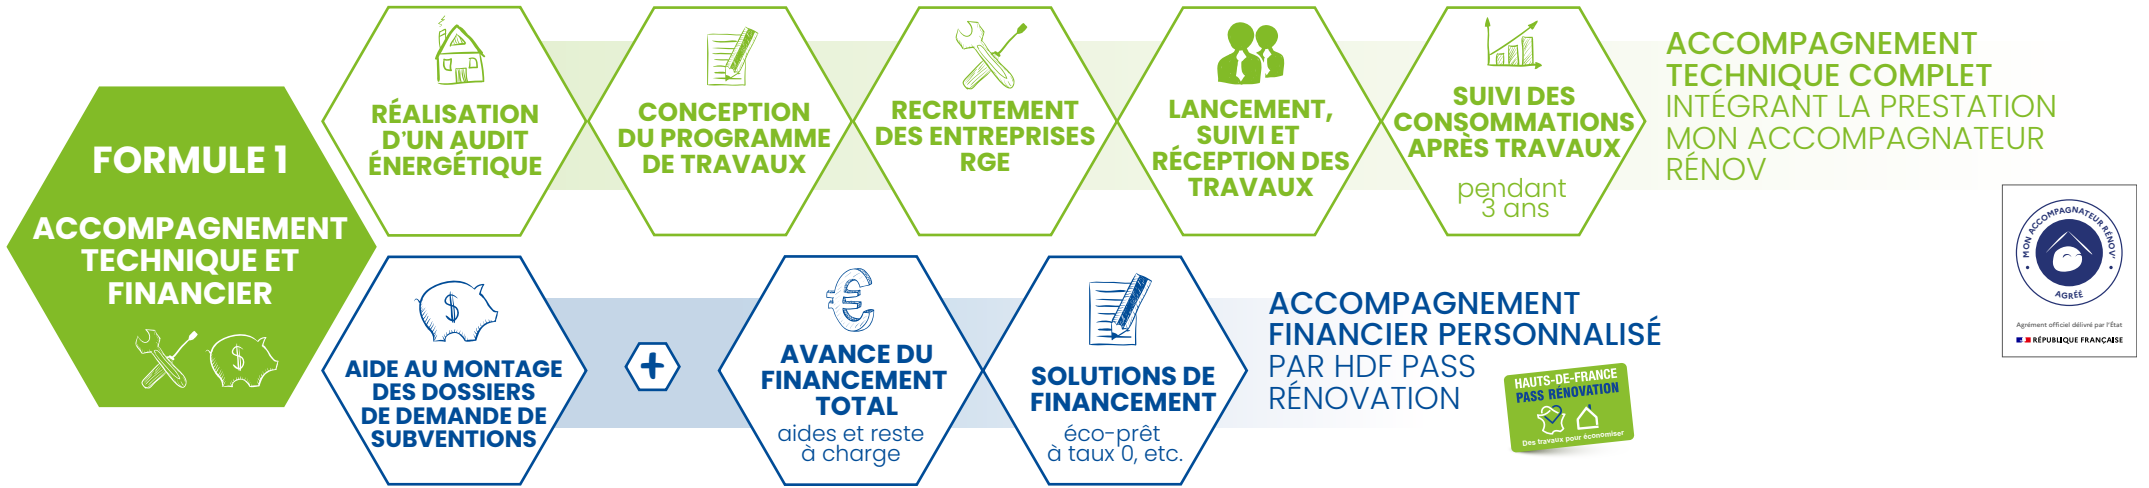 FORMULE 1
ACCOMPAGNEMENT
TECHNIQUE ET
FINANCIER
$
RÉALISATION
D'UN AUDIT
ÉNERGÉTIQUE
CONCEPTION
DU PROGRAMME
DE TRAVAUX
RECRUTEMENT
DES ENTREPRISES
RGE
LANCEMENT,
SUIVI ET
RÉCEPTION DES
TRAVAUX
SUIVI DES
CONSOMMATIONS
APRÈS TRAVAUX
pendant
3 ans
ACCOMPAGNEMENT
TECHNIQUE COMPLET
INTÉGRANT LA PRESTATION
MON ACCOMPAGNATEUR
RÉNOV
MON ACCOMPAGNATEUR RÉNOV'
AGRÉÉ
Agrément officiel délivré par l'État
RÉPUBLIQUE FRANÇAISE
$
AIDE AU MONTAGE
DES DOSSIERS
DE DEMANDE DE
SUBVENTIONS
+
€
AVANCE DU
FINANCEMENT
TOTAL
aides et reste
à charge
SOLUTIONS DE
FINANCEMENT
éco-prêt
à taux 0, etc.
ACCOMPAGNEMENT
FINANCIER PERSONNALISÉ
PAR HDF PASS
RÉNOVATION
HAUTS-DE-FRANCE
PASS RÉNOVATION
Des travaux pour économiser